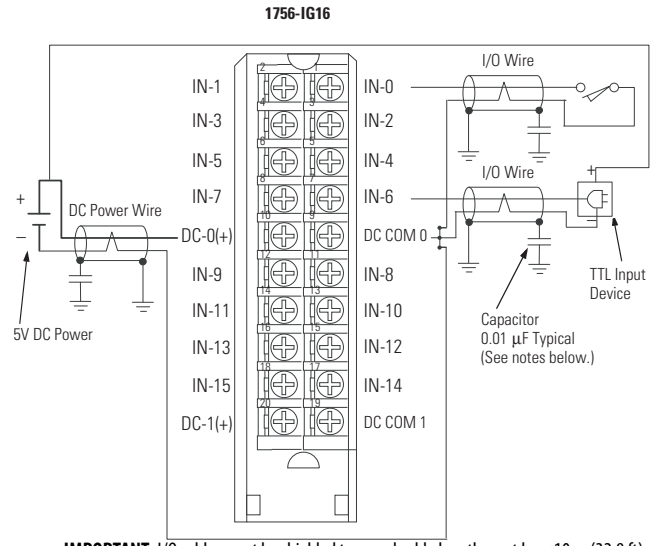 1756-IG16
I/O Wire
2 1
IN-1 IN-0
4 3
IN-3 IN-2
6 5
IN-5 IN-4
I/O Wire
8 7
IN-7 IN-6
+
+
DC Power Wire
10 9
DC-0(+) DC COM 0
–
–
12 11
IN-9 IN-8
TTL Input
Device
14 13
IN-11 IN-10
5V DC Power
Capacitor
0.01 µF Typical
(See notes below.)
16 15
IN-13 IN-12
18 17
IN-15 IN-14
20 19
DC-1(+) DC COM 1